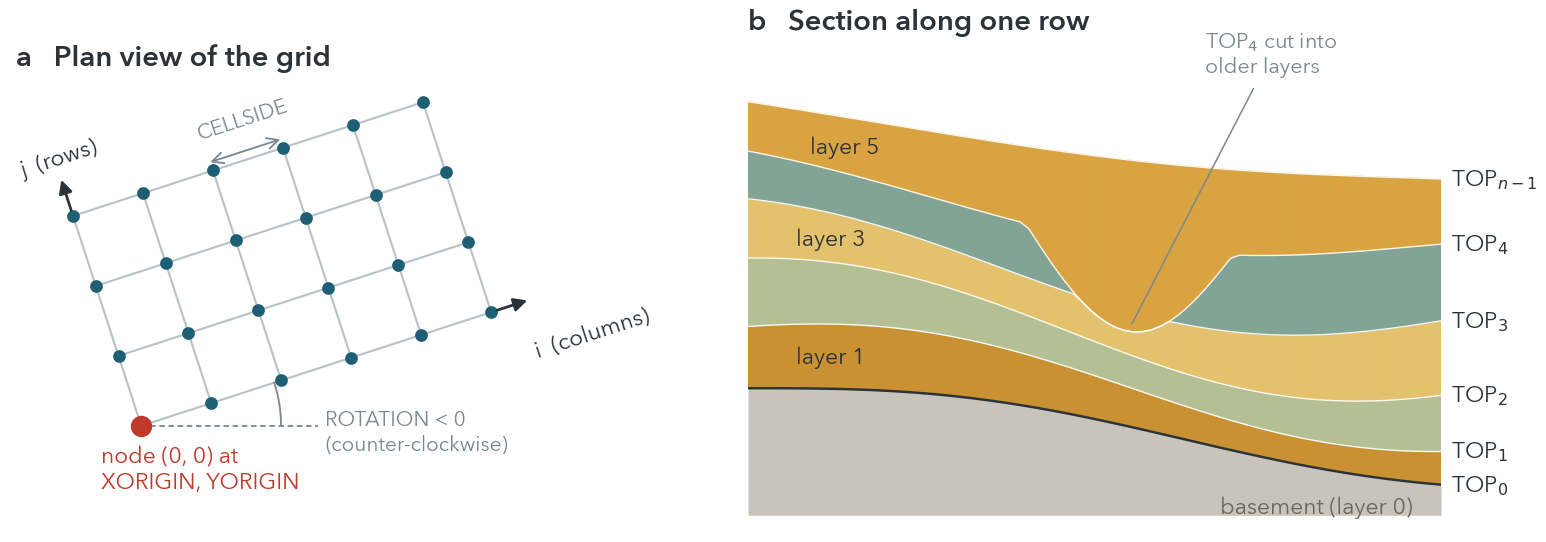 a Plan view of the grid
CELLSIDE
j (rows)
i (columns)
ROTATION < 0
(counter-clockwise)
node (0, 0) at
XORIGIN, YORIGIN
b Section along one row
TOP₄ cut into
older layers
layer 5
layer 3
layer 1
TOPₙ₋₁
TOP₄
TOP₃
TOP₂
TOP₁
TOP₀
basement (layer 0)